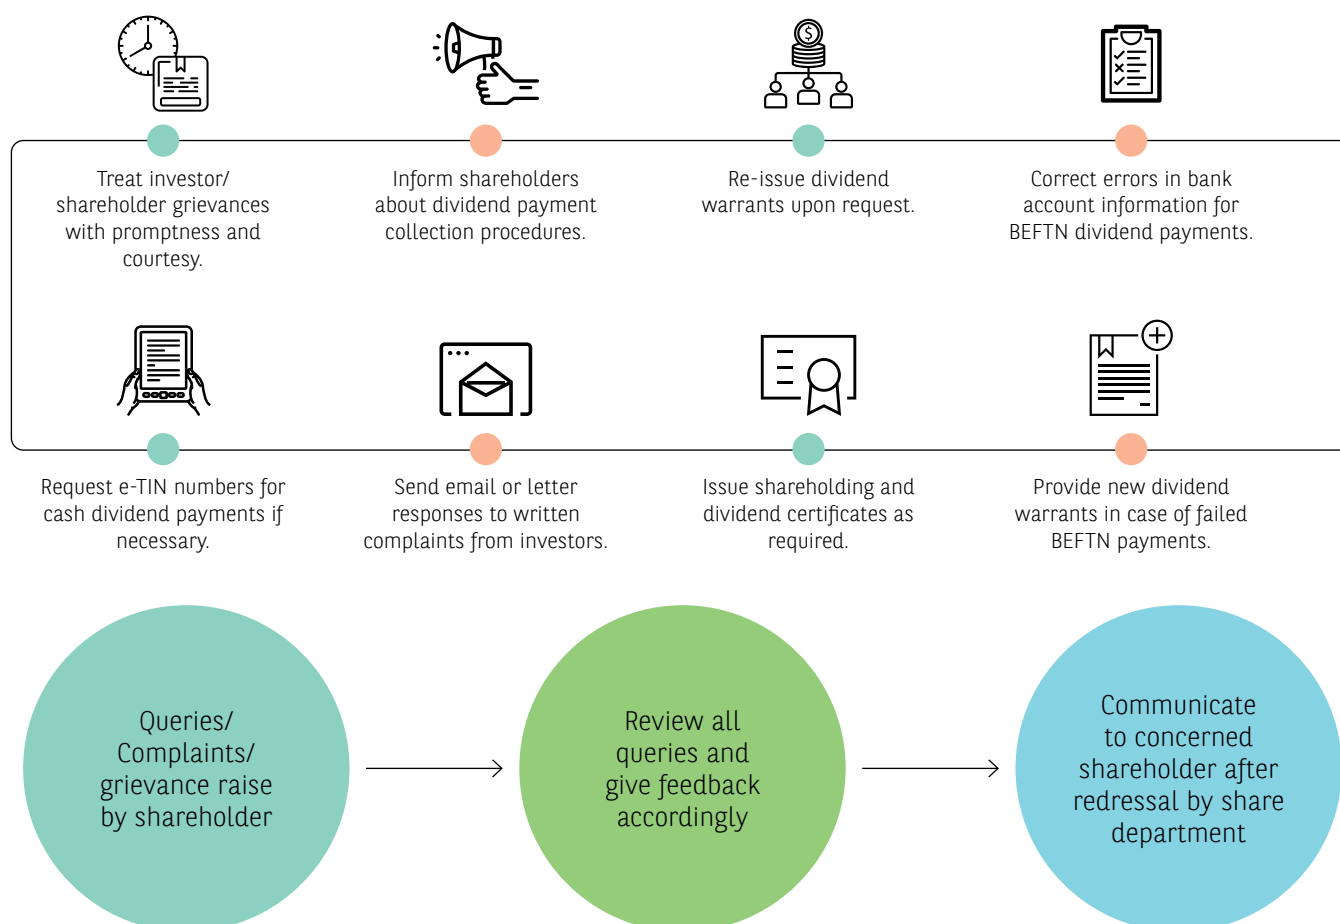 Treat investor/
shareholder grievances
with promptness and
courtesy.
Inform shareholders
about dividend payment
collection procedures.
Re-issue dividend
warrants upon request.
Correct errors in bank
account information for
BEFTN dividend payments.
Request e-TIN numbers for
cash dividend payments if
necessary.
Send email or letter
responses to written
complaints from investors.
Issue shareholding and
dividend certificates as
required.
Provide new dividend
warrants in case of failed
BEFTN payments.
Queries/
Complaints/
grievance raise
by shareholder
Review all
queries and
give feedback
accordingly
Communicate
to concerned
shareholder after
redressal by share
department